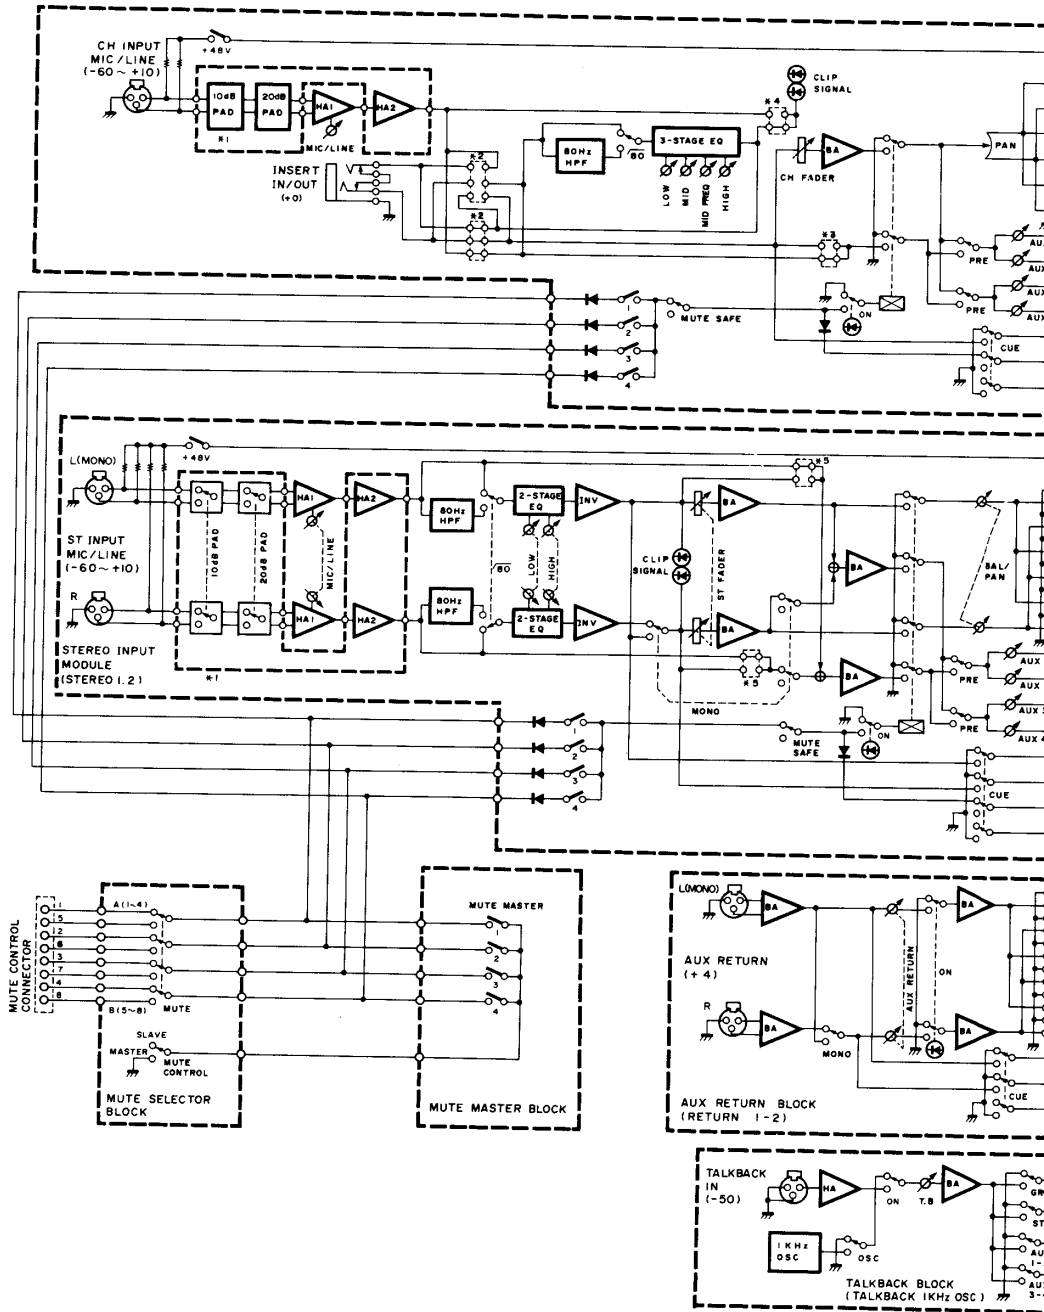 CH INPUT
MIC/LINE
(-60～+10)
+48V
10dB
PAD
20dB
PAD
HA1
HA2
*1
MIC/LINE
INSERT
IN/OUT
(+0)
*2
*2
80Hz
HPF
/80
3-STAGE EQ
LOW
MID
MID FREQ
HIGH
*4
CLIP
SIGNAL
CH FADER
BA
*3
PAN
PRE
PRE
AUX
AUX
AUX
1
2
3
4
MUTE SAFE
ON
CUE
L(MONO)
+48V
ST INPUT
MIC/LINE
(-60～+10)
R
STEREO INPUT
MODULE
(STEREO 1.2)
10dB PAD
20dB PAD
*1
HA1
HA2
MIC/LINE
HA1
HA2
80Hz
HPF
80Hz
HPF
/80
2-STAGE
EQ
LOW
HIGH
2-STAGE
EQ
INV
INV
CLIP
SIGNAL
ST FADER
BA
BA
*5
*5
MONO
BA
BA
BAL/
PAN
PRE
PRE
AUX
AUX
AUX 3
AUX 4
1
2
3
4
MUTE
SAFE
ON
CUE
MUTE CONTROL
CONNECTOR
1
5
2
6
3
7
4
8
A(1～4)
B(5～8)
MUTE
SLAVE
MASTER
MUTE
CONTROL
MUTE SELECTOR
BLOCK
MUTE MASTER
1
2
3
4
MUTE MASTER BLOCK
L(MONO)
BA
AUX RETURN
(+4)
R
BA
MONO
AUX RETURN
ON
BA
BA
CUE
AUX RETURN BLOCK
(RETURN 1-2)
TALKBACK
IN
(-50)
HA
ON
T.B
BA
1KHz
OSC
OSC
GR
ST
AU
1-
AUX
3-
TALKBACK BLOCK
(TALKBACK 1KHz OSC)